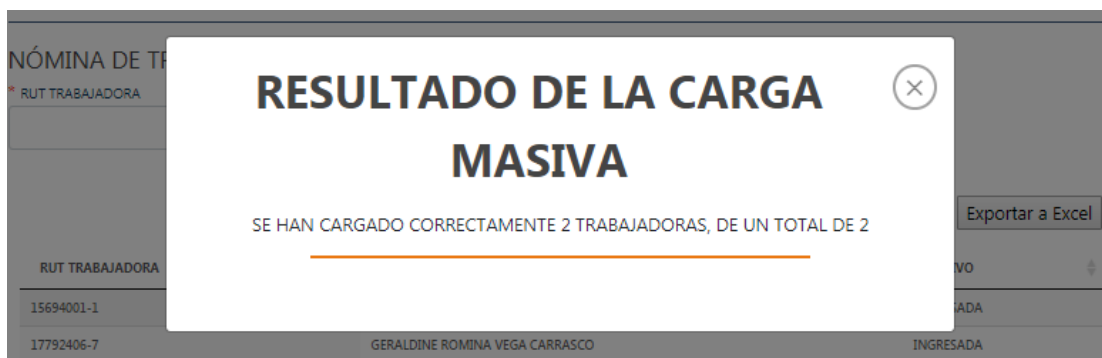 NÓMINA DE
* RUT TRABAJADORA
RESULTADO DE LA CARGA
MASIVA
SE HAN CARGADO CORRECTAMENTE 2 TRABAJADORAS, DE UN TOTAL DE 2
Exportar a Excel
RUT TRABAJADORA
15694001-1
17792406-7 GERALDINE ROMINA VEGA CARRASCO INGRESADA